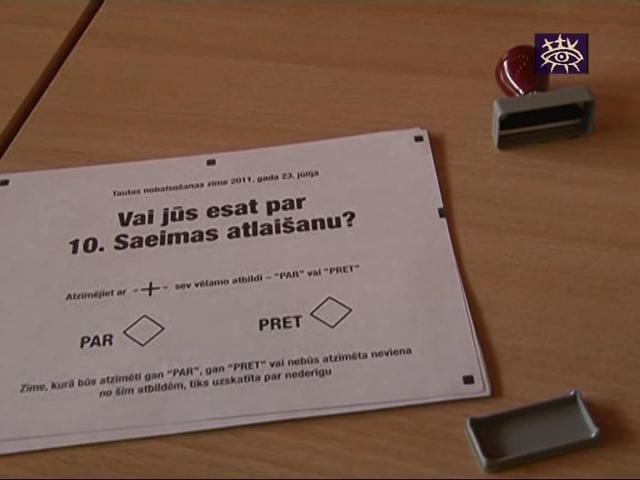 Tautas nobalsošanas zīme 2011. gada 23. jūlijā
Vai jūs esat par
10. Saeimas atlaišanu?
Atzīmējiet ar -+- sev vēlamo atbildi – "PAR" vai "PRET"
PAR
PRET
Zīme, kurā būs atzīmēti gan "PAR", gan "PRET" vai nebūs atzīmēta neviena
no šīm atbildēm, tiks uzskatīta par nederīgu